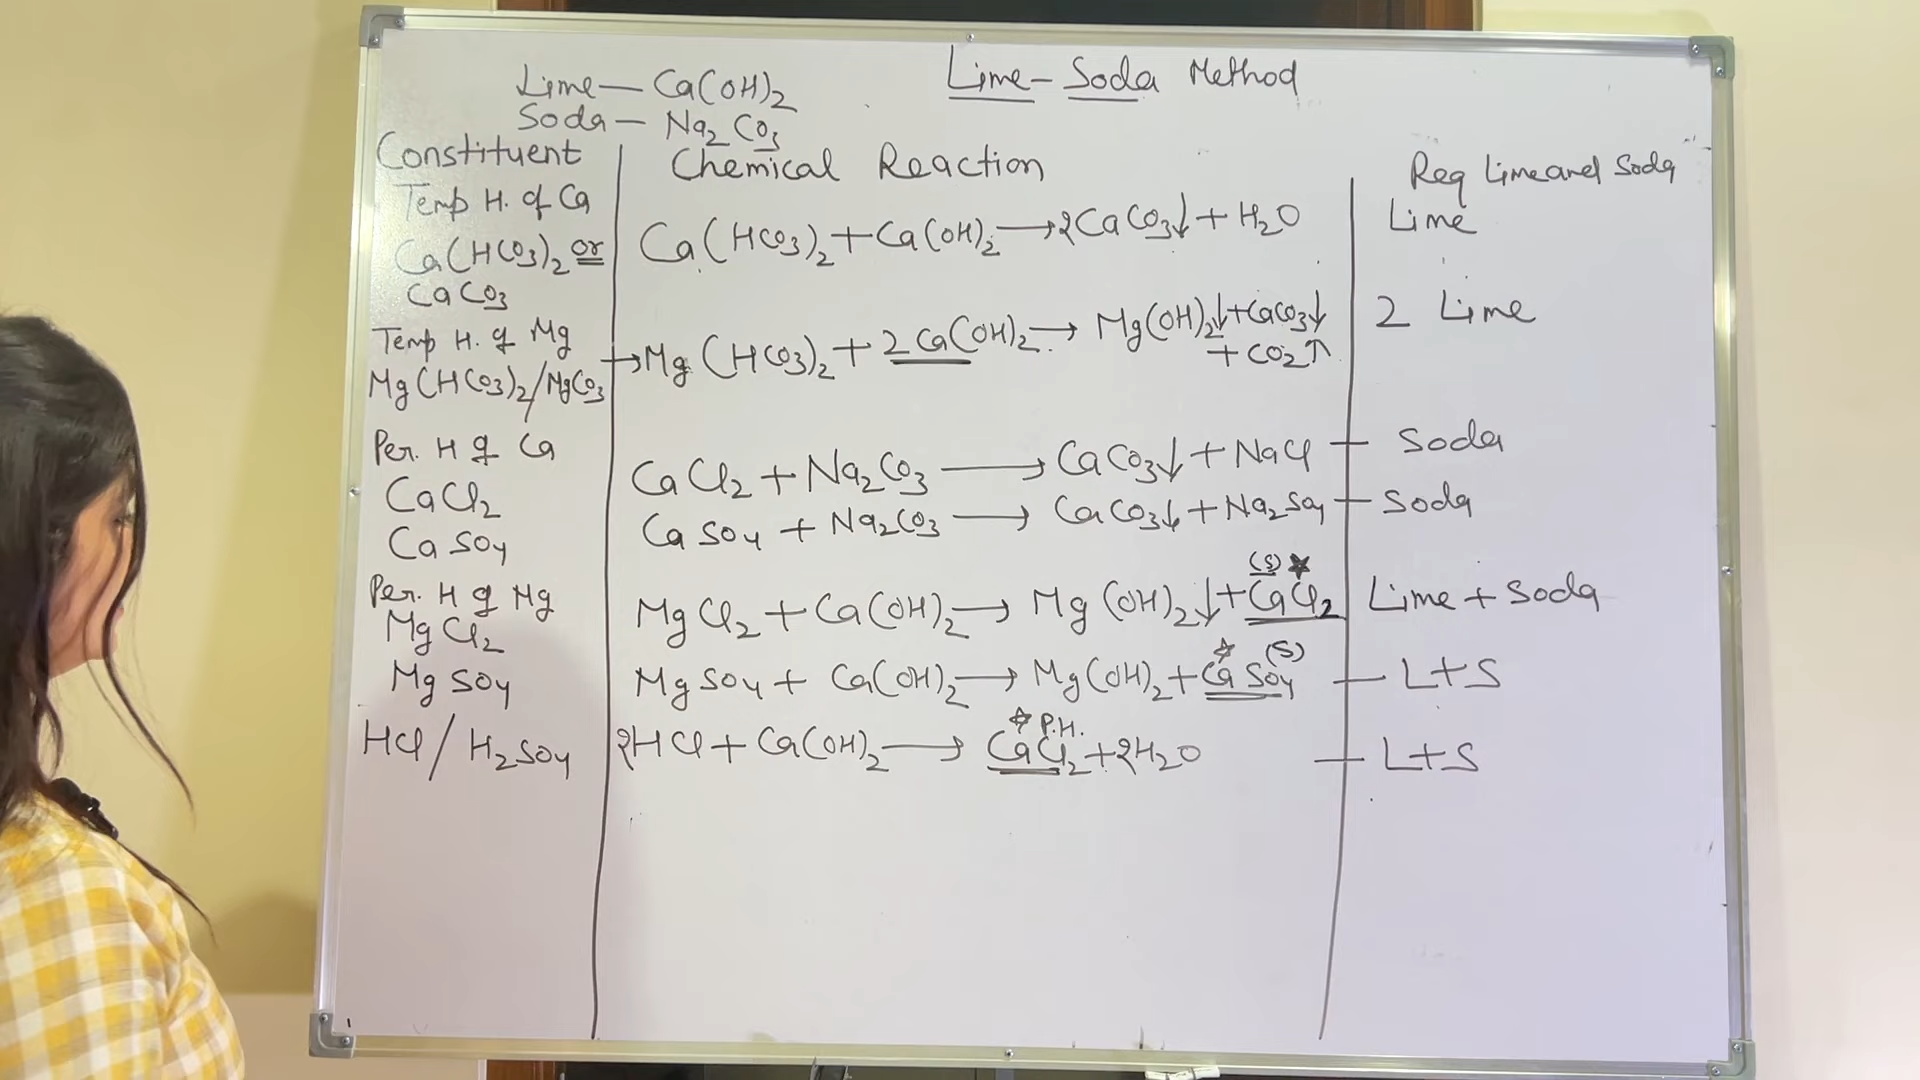 Lime-Soda Method
Lime — Ca(OH)2
Soda — Na2CO3
Constituent | Chemical Reaction | Req Lime and Soda
Temp H. of Ca
Ca(HCO3)2 or
CaCO3
Ca(HCO3)2 + Ca(OH)2 → 2CaCO3↓ + H2O
Lime
Temp H. of Mg
Mg(HCO3)2/MgCO3
→ Mg(HCO3)2 + 2Ca(OH)2 → Mg(OH)2↓ + CaCO3↓
+ CO2↑
2 Lime
Per. H of Ca
CaCl2
CaCl2 + Na2CO3 → CaCO3↓ + NaCl — Soda
CaSO4
CaSO4 + Na2CO3 → CaCO3↓ + Na2SO4 — Soda
Per. H of Mg
(S) ★
MgCl2
MgCl2 + Ca(OH)2 → Mg(OH)2↓ + CaCl2
Lime + Soda
☆ (S)
MgSO4
MgSO4 + Ca(OH)2 → Mg(OH)2 + CaSO4 — L+S
☆ P.H.
HCl / H2SO4
2HCl + Ca(OH)2 → CaCl2 + 2H2O — L+S